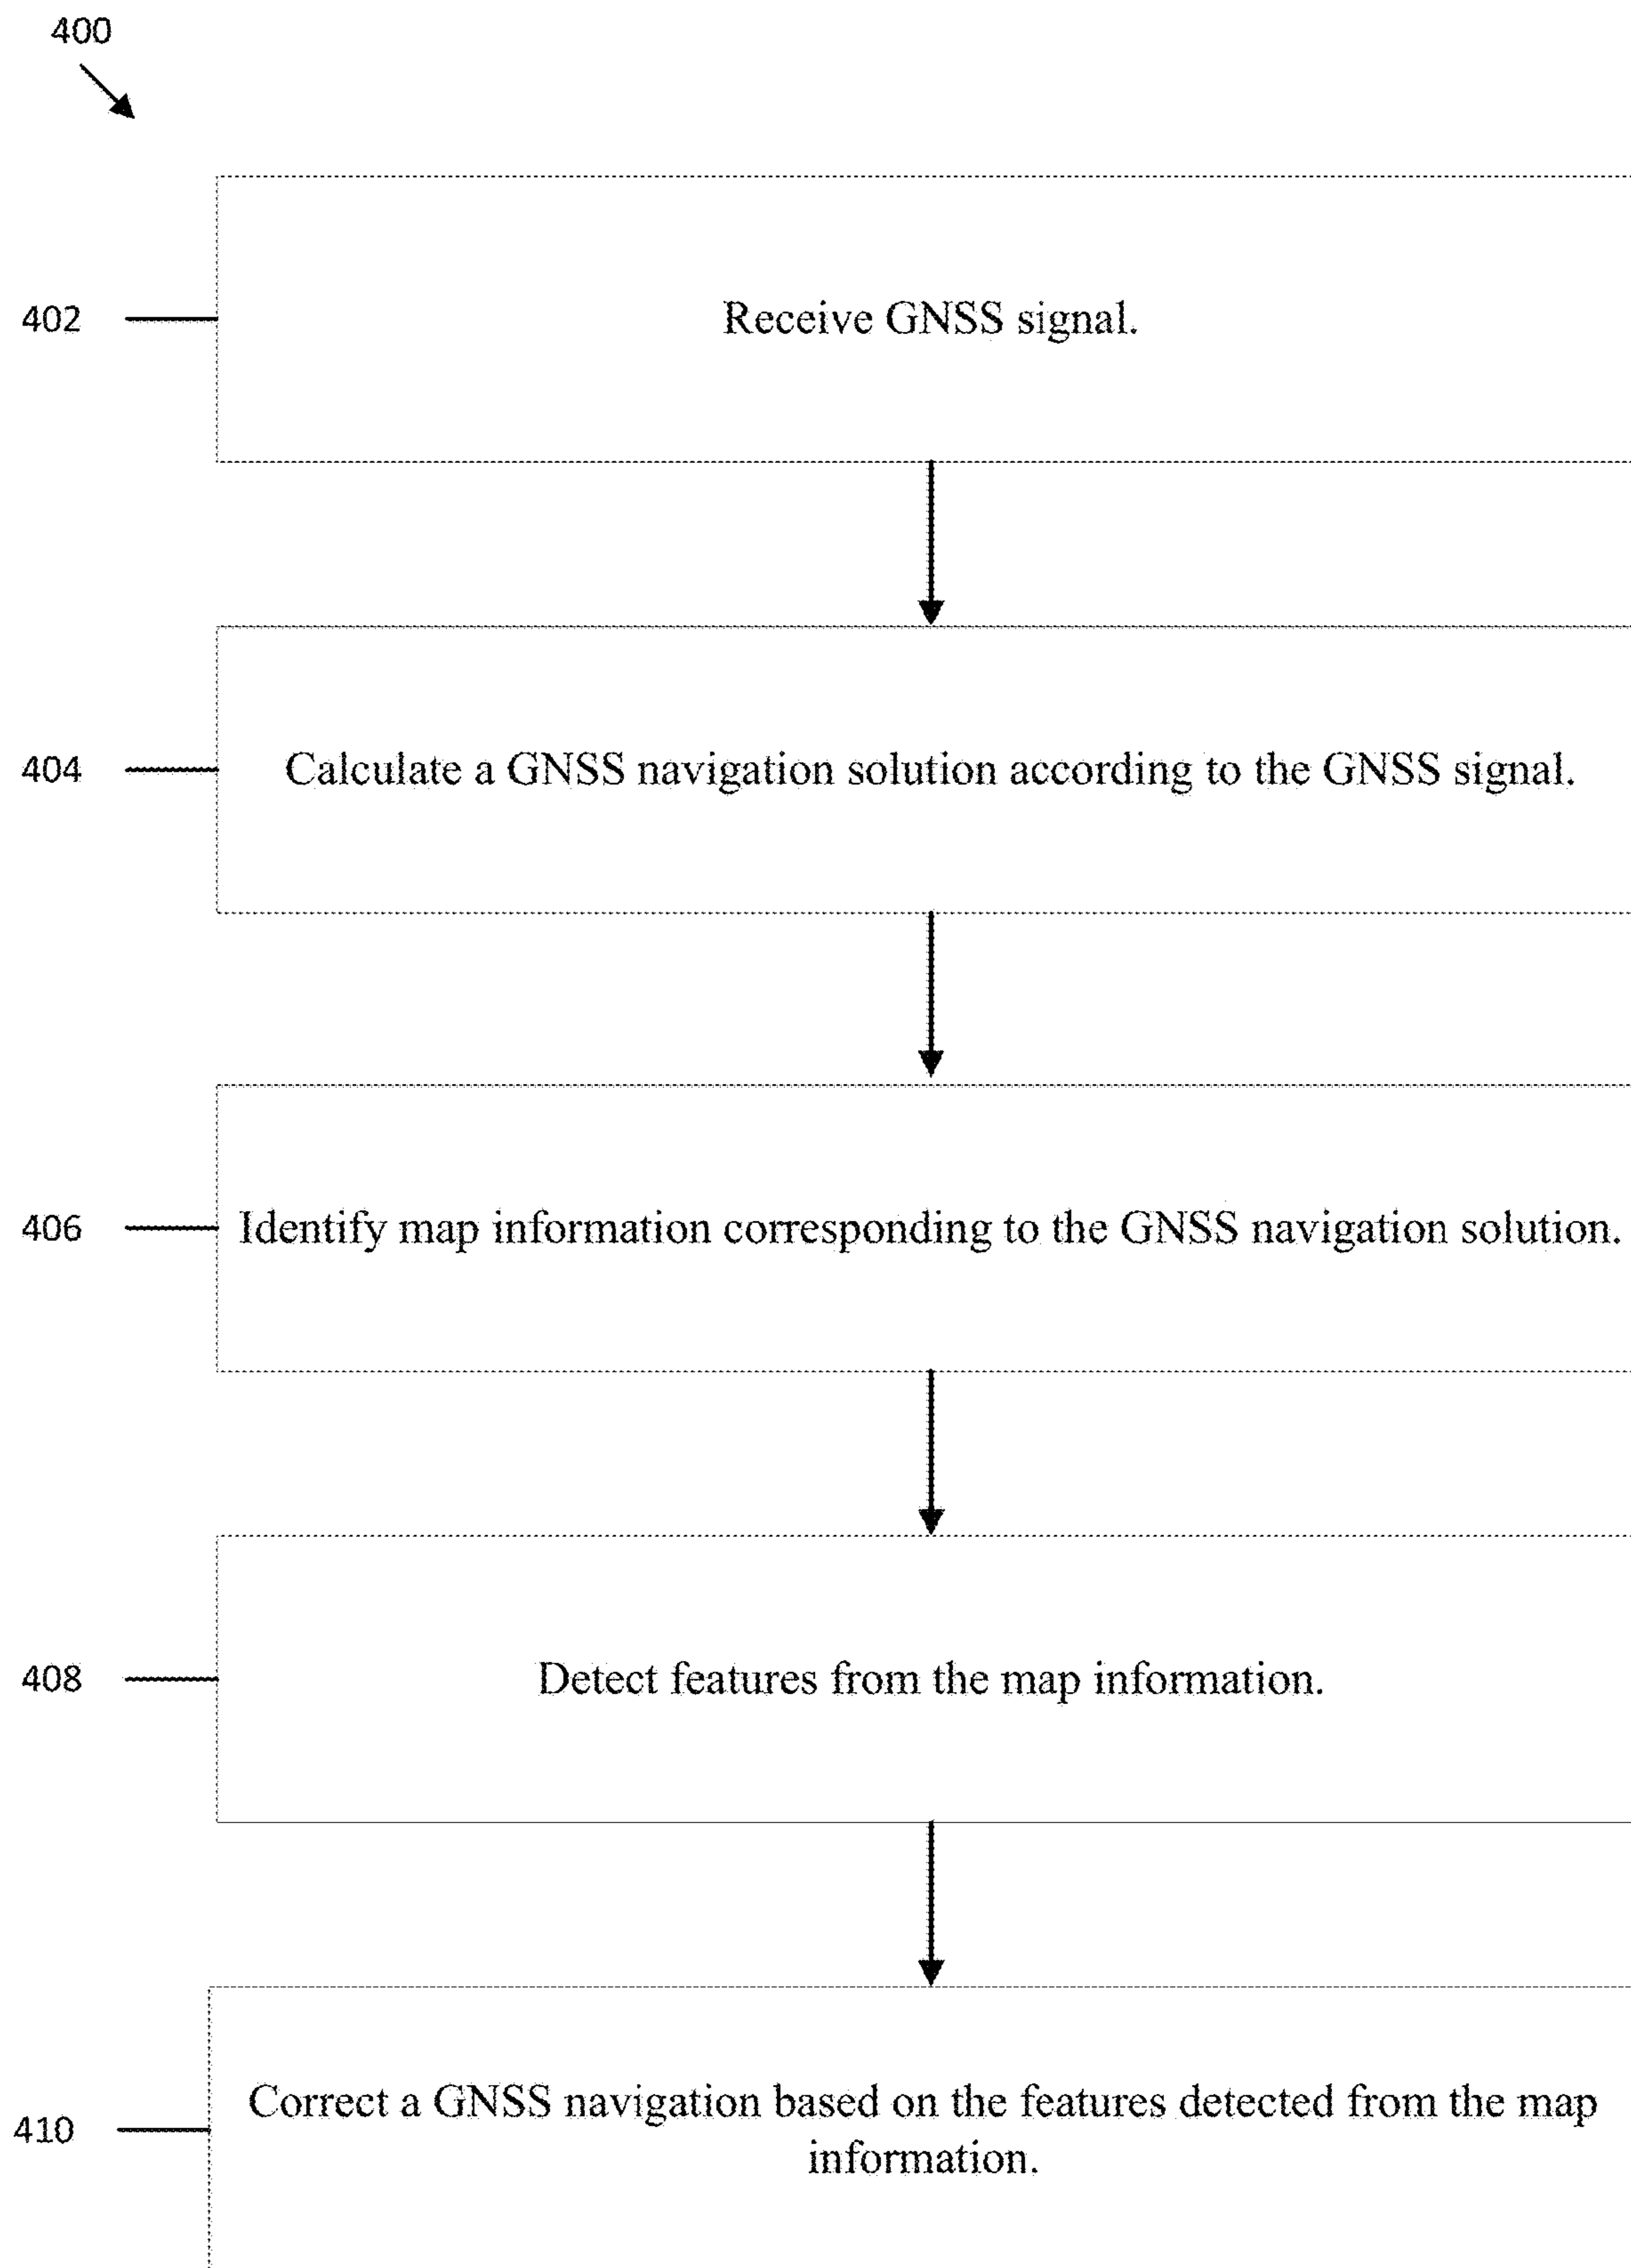 400
402
Receive GNSS signal.
404
Calculate a GNSS navigation solution according to the GNSS signal.
406
Identify map information corresponding to the GNSS navigation solution.
408
Detect features from the map information.
410
Correct a GNSS navigation based on the features detected from the map
information.